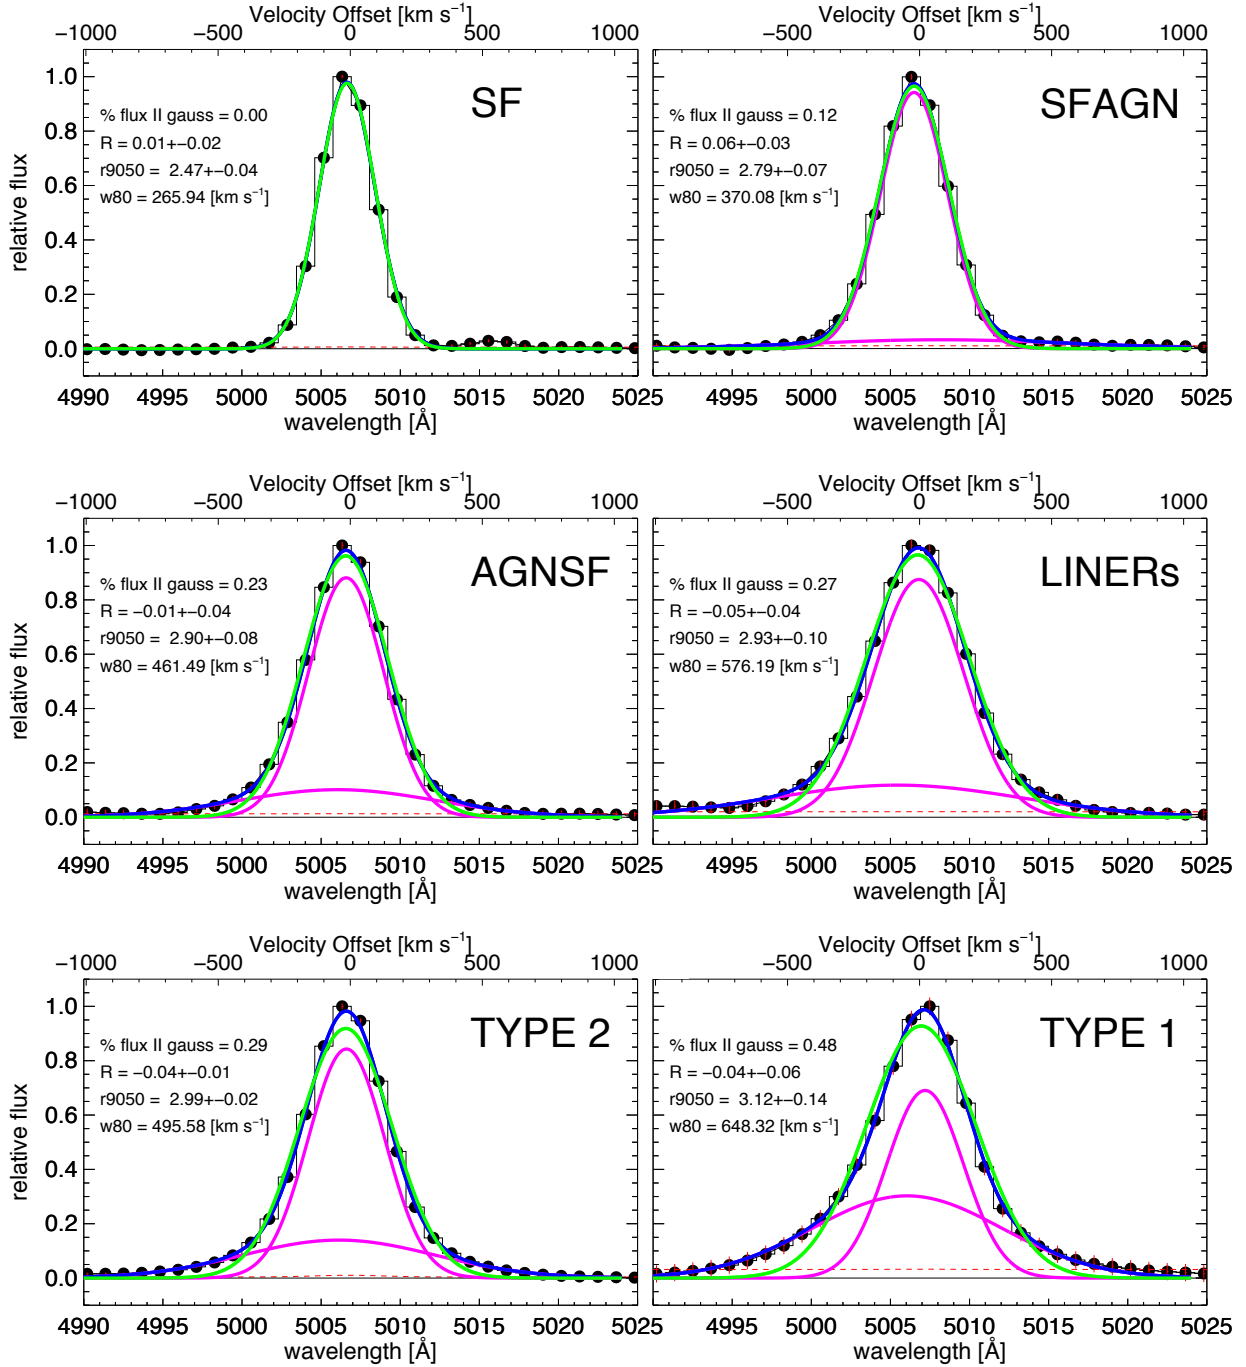 Velocity Offset [km s⁻¹]
Velocity Offset [km s⁻¹]
−1000 −500 0 500 1000
−500 0 500 1000
SF
SFAGN
% flux II gauss = 0.00
R = 0.01+−0.02
r9050 = 2.47+−0.04
w80 = 265.94 [km s⁻¹]
% flux II gauss = 0.12
R = 0.06+−0.03
r9050 = 2.79+−0.07
w80 = 370.08 [km s⁻¹]
relative flux
1.0
0.8
0.6
0.4
0.2
0.0
4990 4995 5000 5005 5010 5015 5020 5025
4995 5000 5005 5010 5015 5020 5025
wavelength [Å]
wavelength [Å]
Velocity Offset [km s⁻¹]
Velocity Offset [km s⁻¹]
−1000 −500 0 500 1000
−500 0 500 1000
AGNSF
LINERs
% flux II gauss = 0.23
R = −0.01+−0.04
r9050 = 2.90+−0.08
w80 = 461.49 [km s⁻¹]
% flux II gauss = 0.27
R = −0.05+−0.04
r9050 = 2.93+−0.10
w80 = 576.19 [km s⁻¹]
relative flux
1.0
0.8
0.6
0.4
0.2
0.0
4990 4995 5000 5005 5010 5015 5020 5025
4995 5000 5005 5010 5015 5020 5025
wavelength [Å]
wavelength [Å]
Velocity Offset [km s⁻¹]
Velocity Offset [km s⁻¹]
−1000 −500 0 500 1000
−500 0 500 1000
TYPE 2
TYPE 1
% flux II gauss = 0.29
R = −0.04+−0.01
r9050 = 2.99+−0.02
w80 = 495.58 [km s⁻¹]
% flux II gauss = 0.48
R = −0.04+−0.06
r9050 = 3.12+−0.14
w80 = 648.32 [km s⁻¹]
relative flux
1.0
0.8
0.6
0.4
0.2
0.0
4990 4995 5000 5005 5010 5015 5020 5025
4995 5000 5005 5010 5015 5020 5025
wavelength [Å]
wavelength [Å]